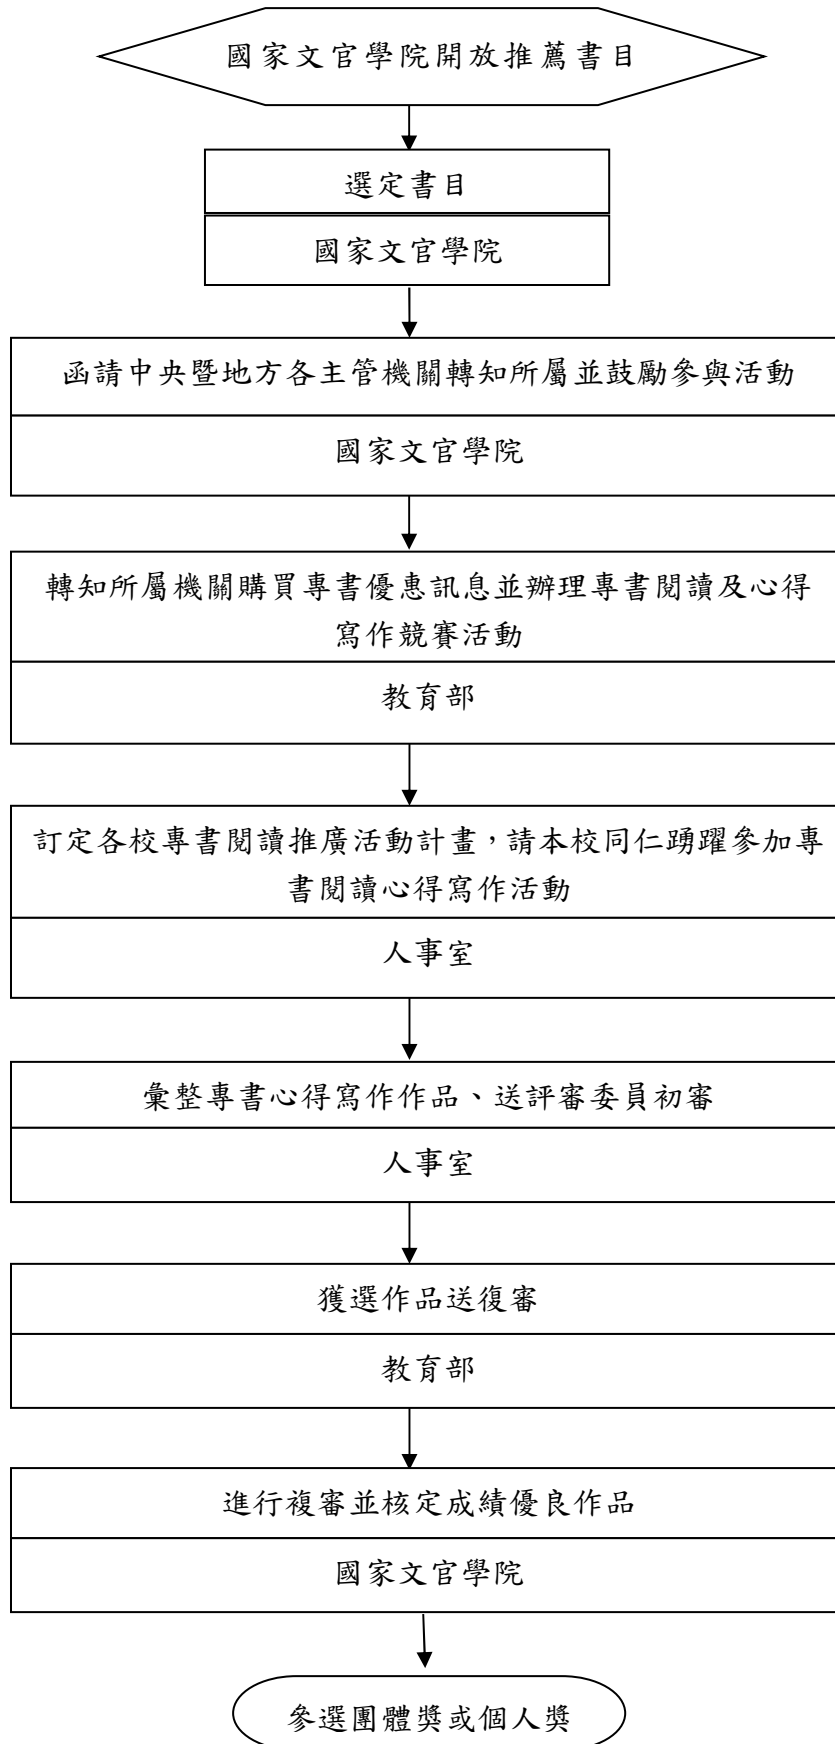 國家文官學院開放推薦書目
選定書目
國家文官學院
函請中央暨地方各主管機關轉知所屬並鼓勵參與活動
國家文官學院
轉知所屬機關購買專書優惠訊息並辦理專書閱讀及心得
寫作競賽活動
教育部
訂定各校專書閱讀推廣活動計畫，請本校同仁踴躍參加專
書閱讀心得寫作活動
人事室
彙整專書心得寫作作品、送評審委員初審
人事室
獲選作品送復審
教育部
進行複審並核定成績優良作品
國家文官學院
參選團體獎或個人獎